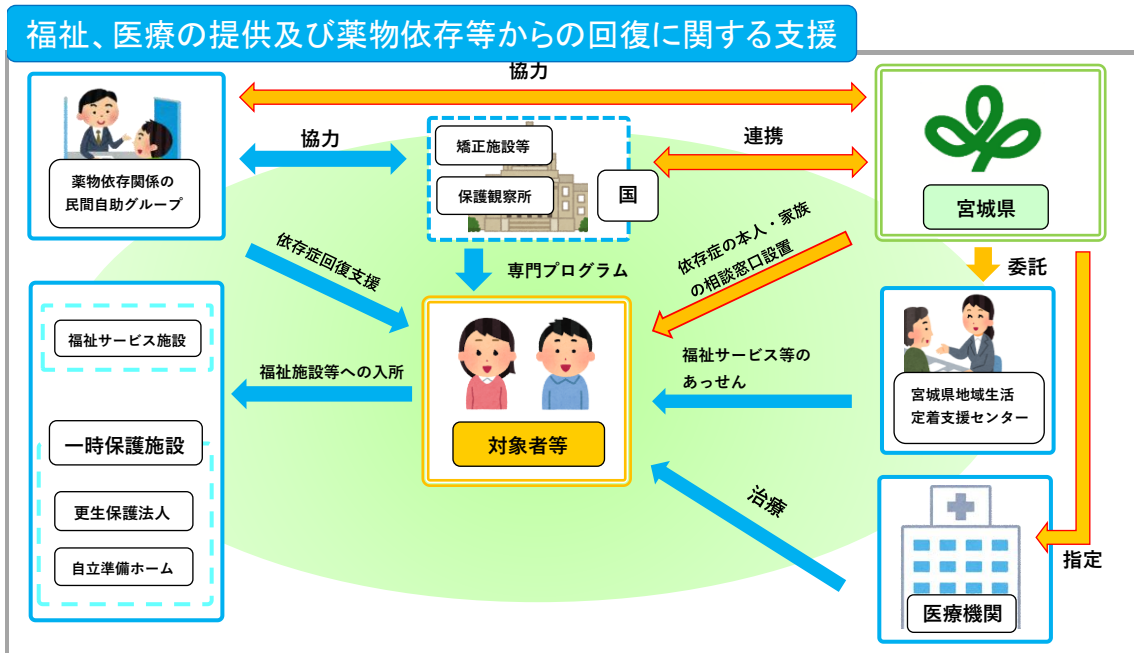 福祉、医療の提供及び薬物依存等からの回復に関する支援
協力
薬物依存関係の
民間自助グループ
協力
矯正施設等
保護観察所
国
連携
宮城県
依存症回復支援
専門プログラム
依存症の本人・家族
の相談窓口設置
委託
福祉サービス施設
福祉施設等への入所
対象者等
福祉サービス等の
あっせん
宮城県地域生活
定着支援センター
一時保護施設
更生保護法人
自立準備ホーム
治療
指定
医療機関